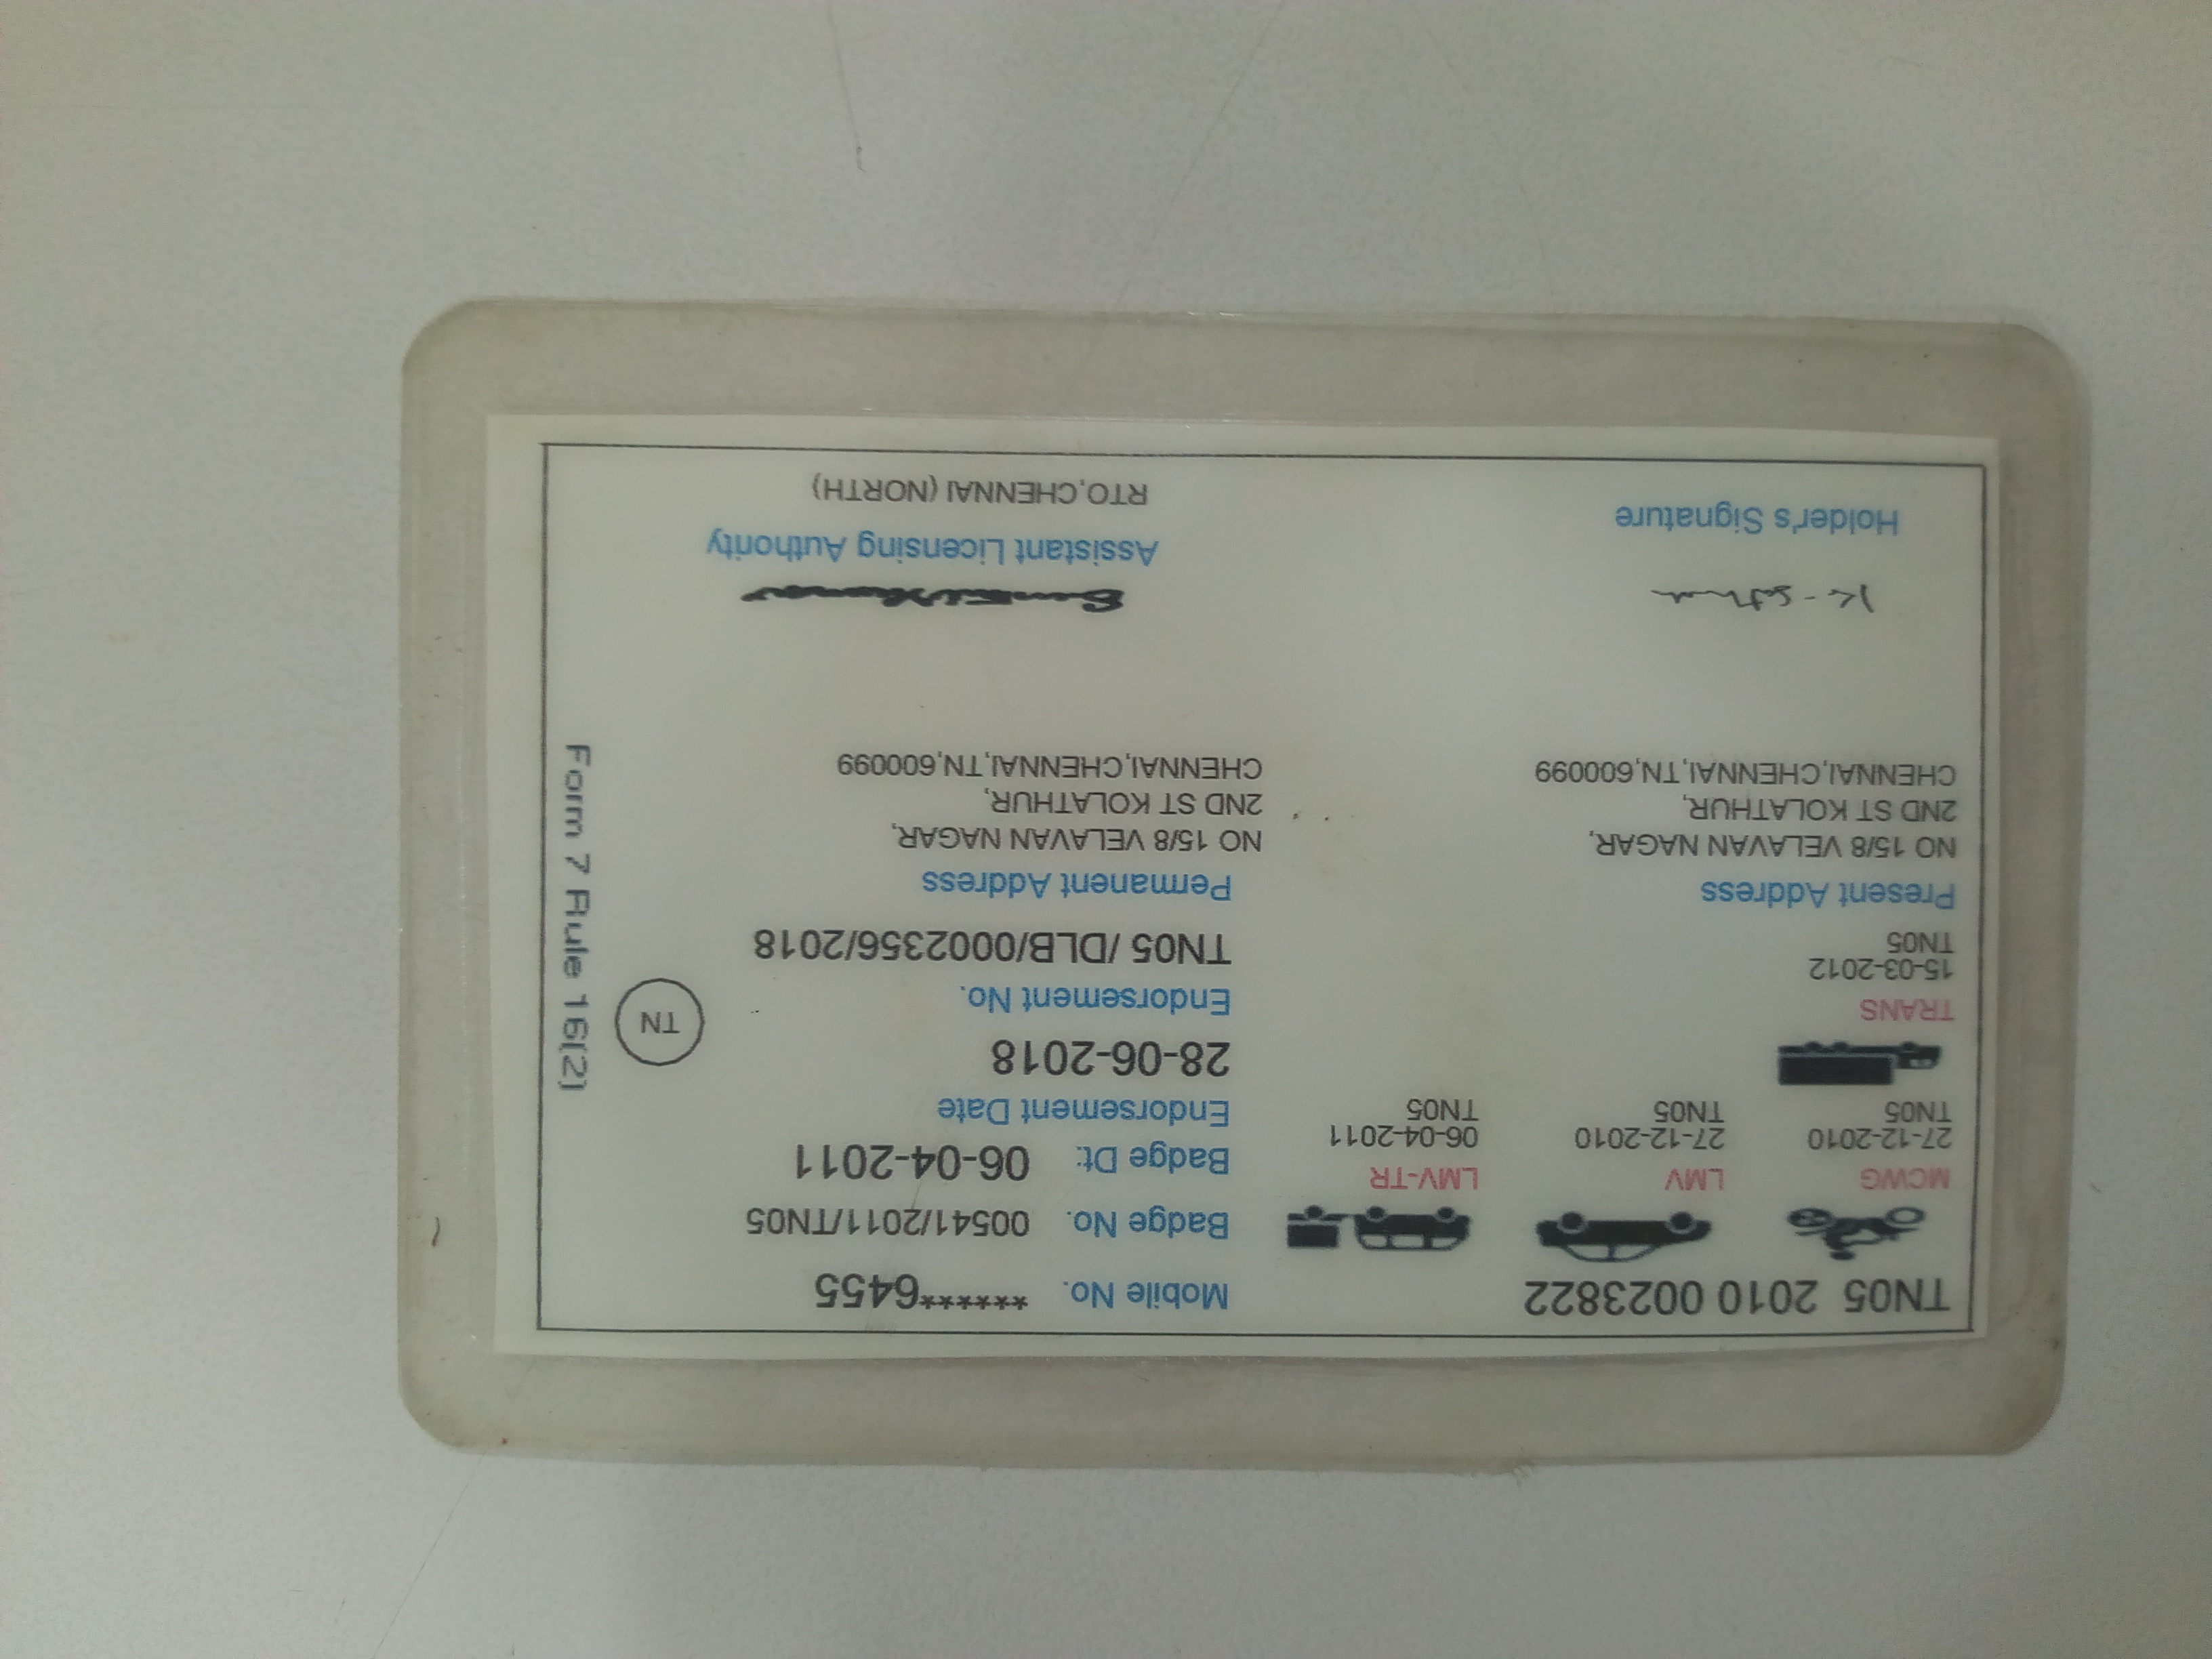 TN05 2010 0023822
MCWG
27-12-2010
TN05
LMV
27-12-2010
TN05
LMV-TR
06-04-2011
TN05
TRANS
15-03-2012
TN05
Present Address
NO 15/8 VELAVAN NAGAR,
2ND ST KOLATHUR,
CHENNAI,CHENNAI,TN,600099
Holder's Signature
Mobile No. ******6455
Badge No. 00541/2011/TN05
Badge Dt: 06-04-2011
Endorsement Date
28-06-2018
Endorsement No.
TN05 /DLB/0002356/2018
Permanent Address
NO 15/8 VELAVAN NAGAR,
2ND ST KOLATHUR,
CHENNAI,CHENNAI,TN,600099
Assistant Licensing Authority
RTO,CHENNAI (NORTH)
TN
Form 7 Rule 16(2)